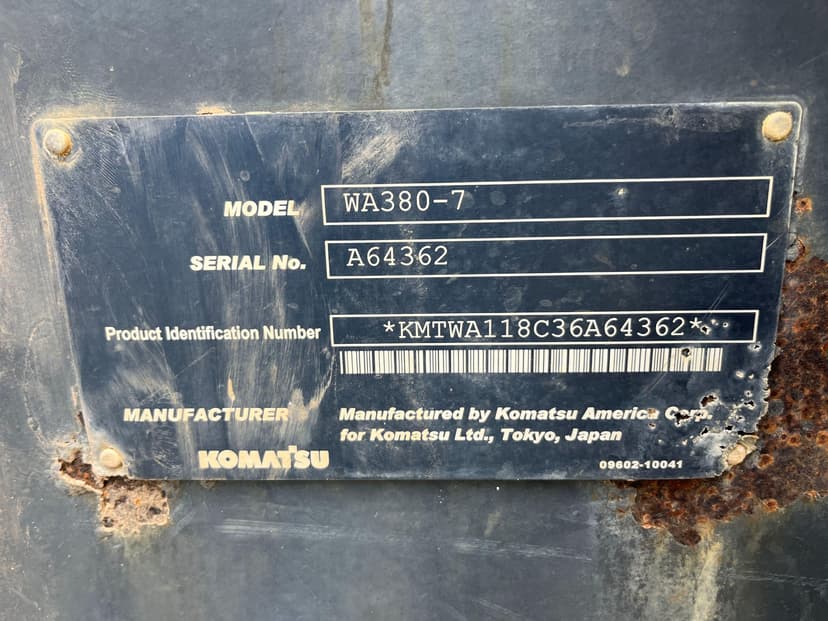 MODEL WA380-7
SERIAL No. A64362
Product Identification Number *KMTWA118C36A64362*
MANUFACTURER Manufactured by Komatsu America Corp.
for Komatsu Ltd., Tokyo, Japan
KOMATSU 09602-10041